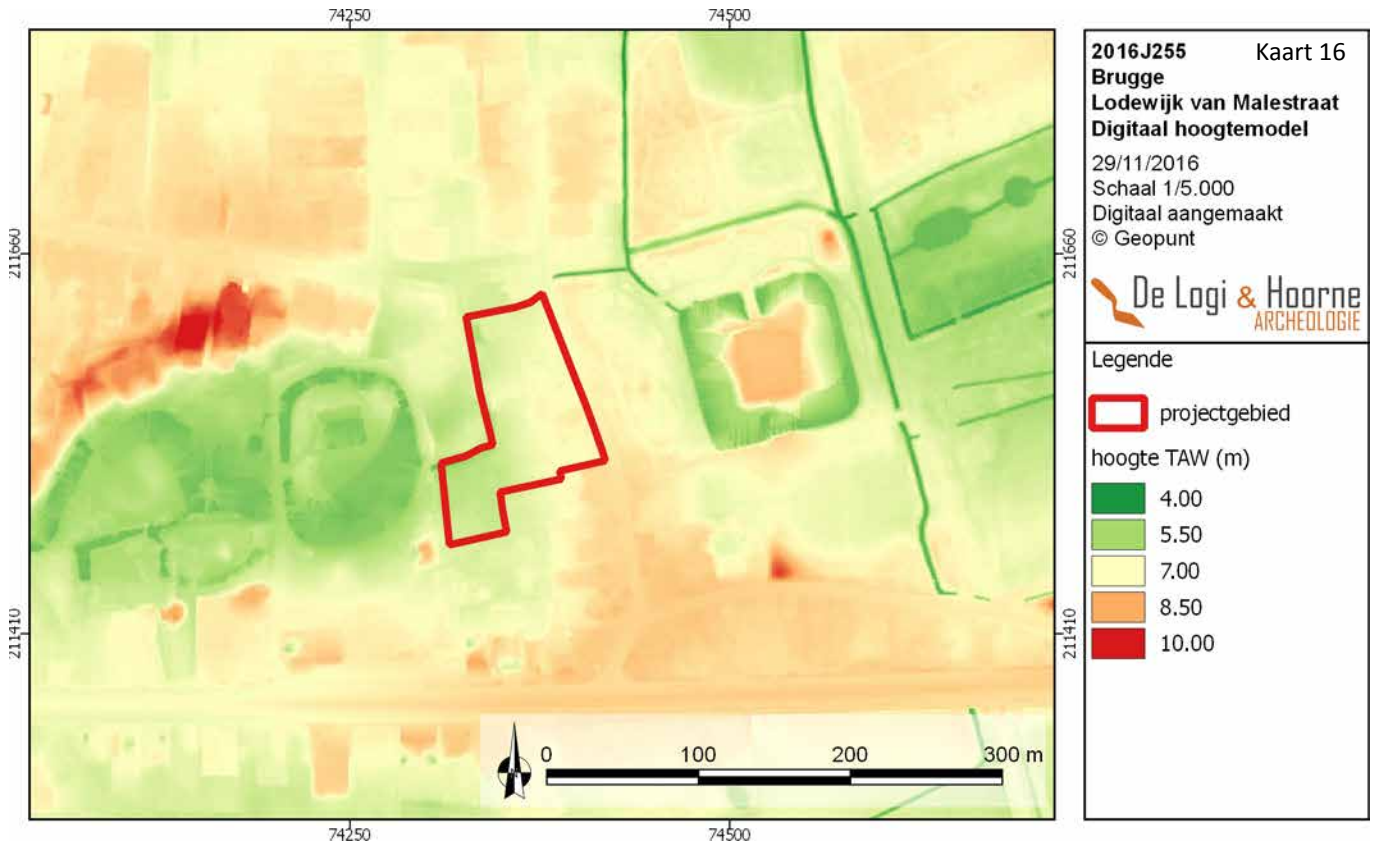 74250
74500
211660
211660
211410
211410
74250
74500
0
100
200
300 m
2016J255 Kaart 16
Brugge
Lodewijk van Malestraat
Digitaal hoogtemodel
29/11/2016
Schaal 1/5.000
Digitaal aangemaakt
© Geopunt
De Logi & Hoorne
ARCHEOLOGIE
Legende
projectgebied
hoogte TAW (m)
4.00
5.50
7.00
8.50
10.00